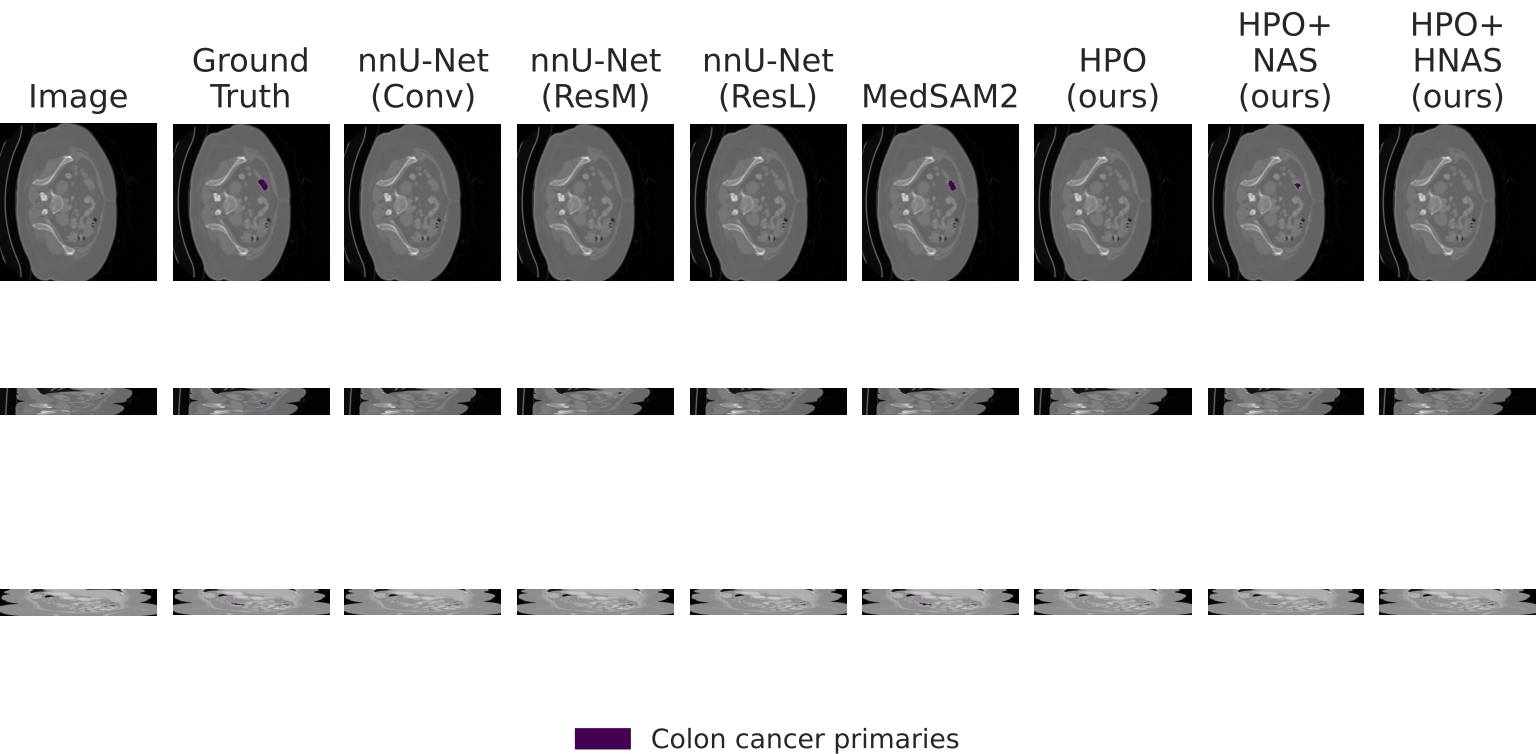 Image
Ground
Truth
nnU-Net
(Conv)
nnU-Net
(ResM)
nnU-Net
(ResL)
MedSAM2
HPO
(ours)
HPO+
NAS
(ours)
HPO+
HNAS
(ours)
Colon cancer primaries